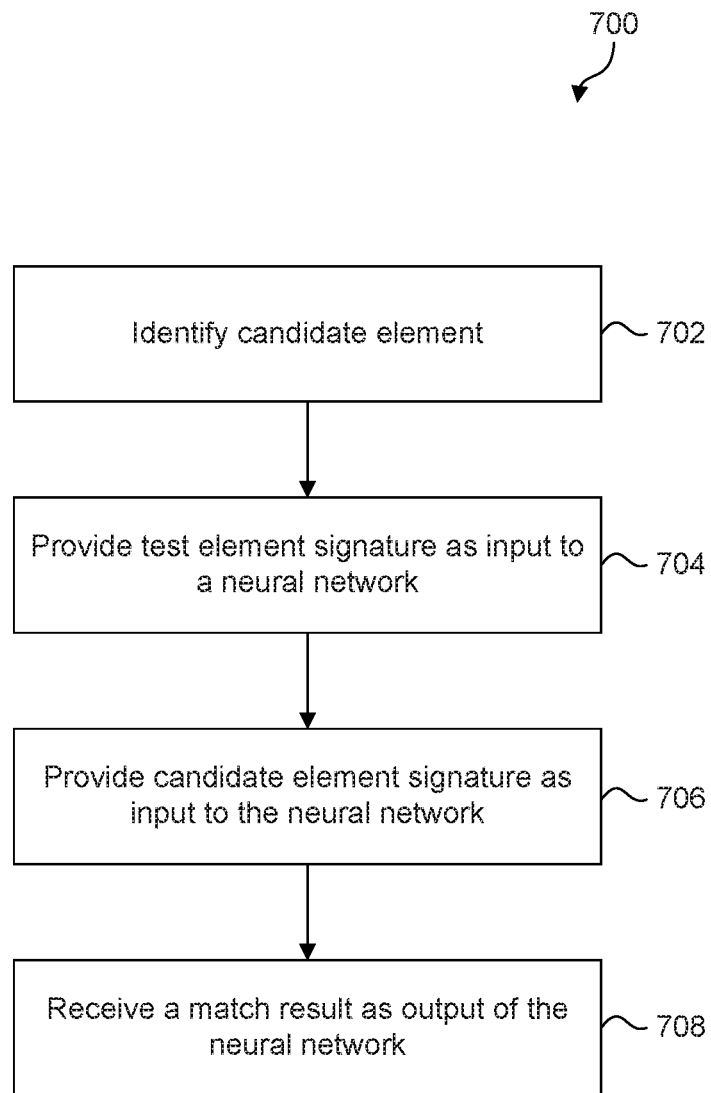 700
Identify candidate element
702
Provide test element signature as input to
a neural network
704
Provide candidate element signature as
input to the neural network
706
Receive a match result as output of the
neural network
708